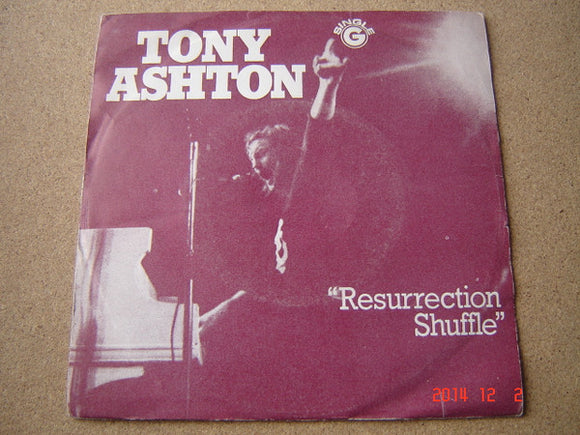 TONY
ASHTON
SINGLE
G
“Resurrection
Shuffle”
2014 12 2